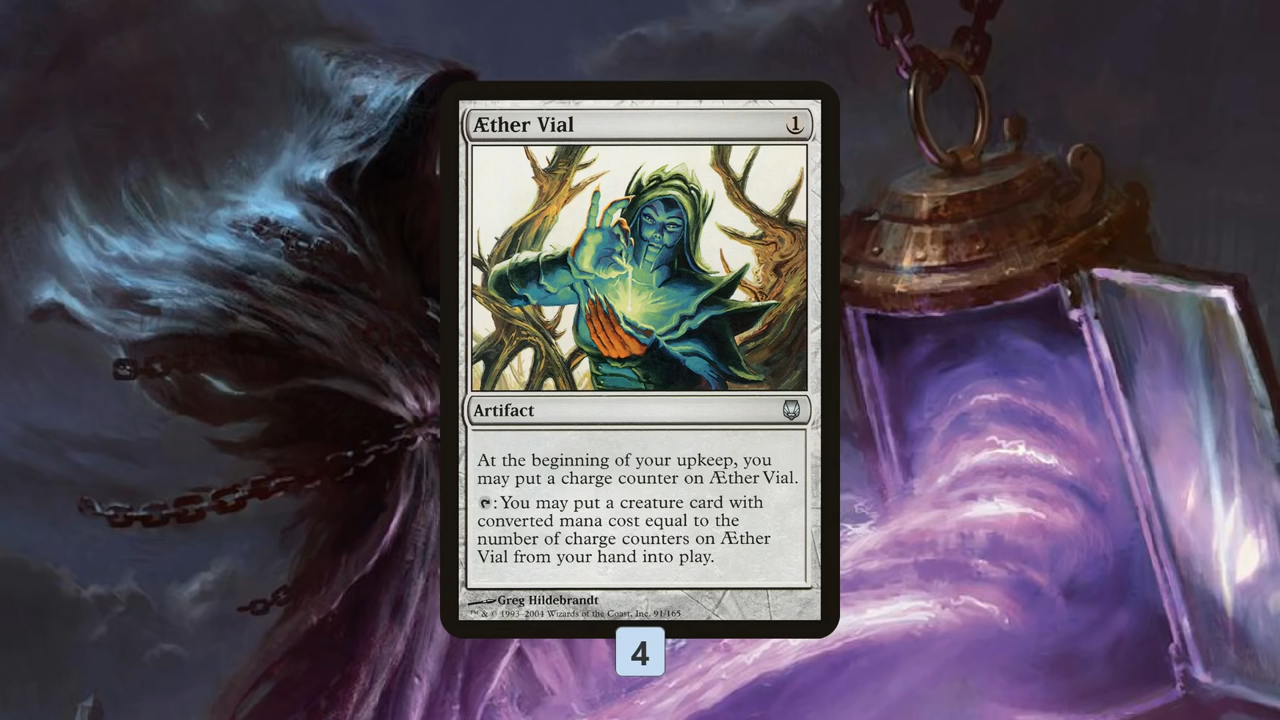 Æther Vial
1
Artifact
At the beginning of your upkeep, you
may put a charge counter on Æther Vial.
: You may put a creature card with
converted mana cost equal to the
number of charge counters on Æther
Vial from your hand into play.
Greg Hildebrandt
™ & © 1993–2004 Wizards of the Coast, Inc. 91/165
4